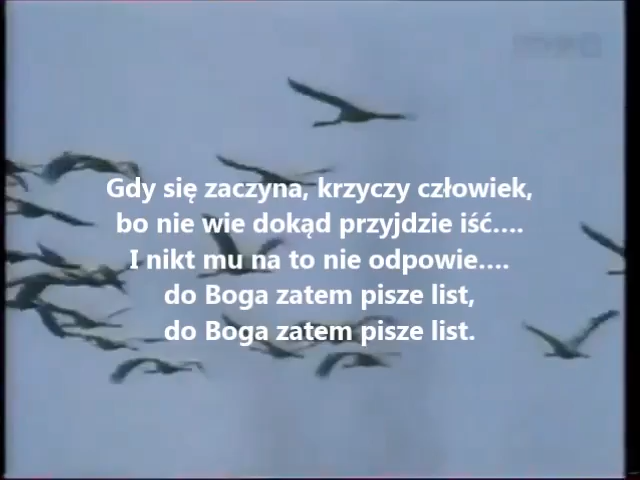 Gdy się zaczyna, krzyczy człowiek,
bo nie wie dokąd przyjdzie iść....
I nikt mu na to nie odpowie....
do Boga zatem pisze list,
do Boga zatem pisze list.